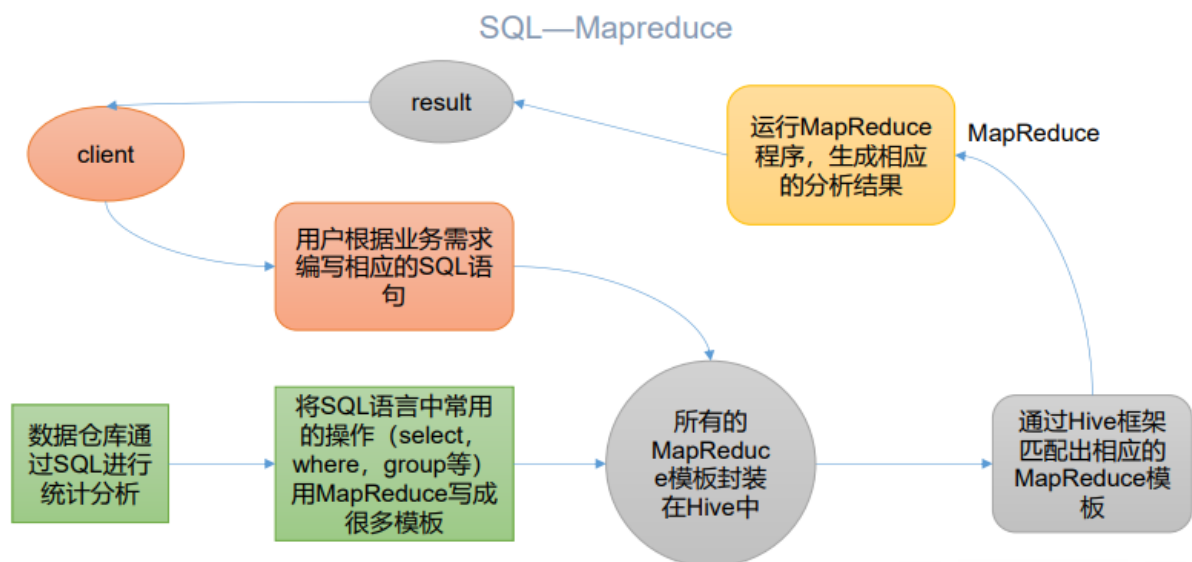 SQL—Mapreduce
result
client
运行MapReduce
程序，生成相应
的分析结果
MapReduce
用户根据业务需求
编写相应的SQL语
句
数据仓库通
过SQL进行
统计分析
将SQL语言中常用
的操作（select，
where，group等）
用MapReduce写成
很多模板
所有的
MapReduc
e模板封装
在Hive中
通过Hive框架
匹配出相应的
MapReduce模
板